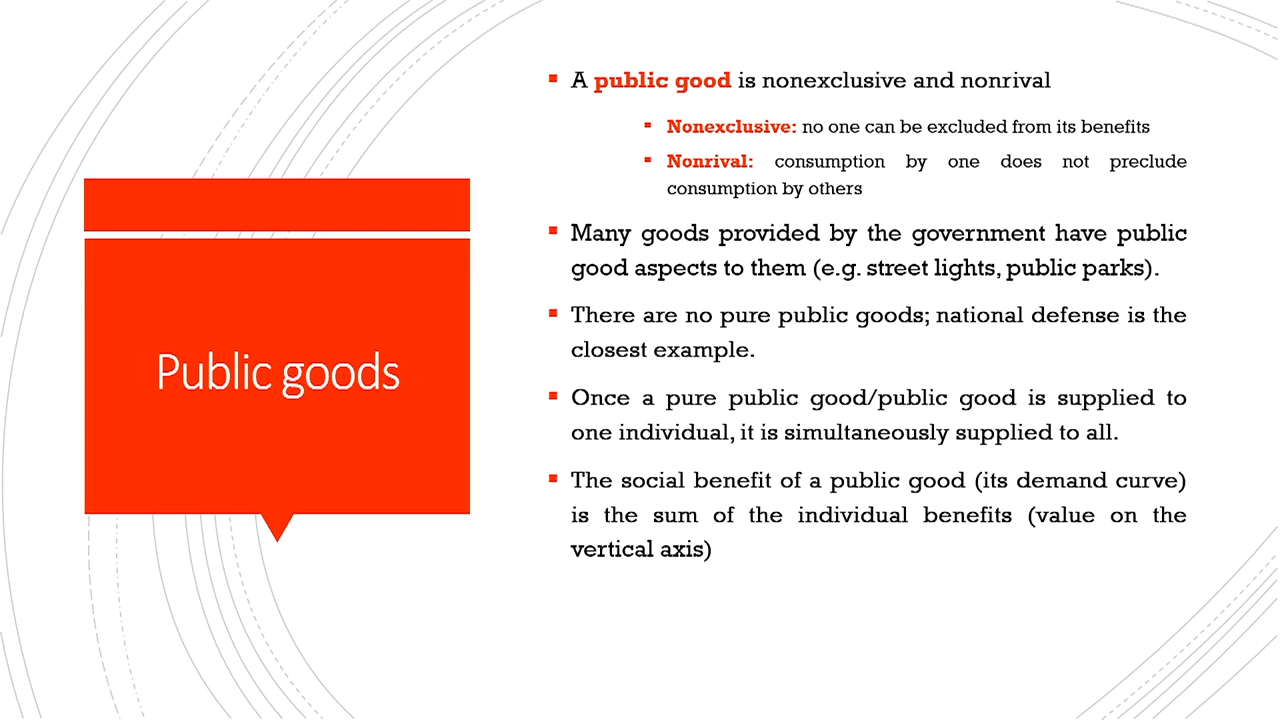 Public goods
A public good is nonexclusive and nonrival
Nonexclusive: no one can be excluded from its benefits
Nonrival: consumption by one does not preclude
consumption by others
Many goods provided by the government have public
good aspects to them (e.g. street lights, public parks).
There are no pure public goods; national defense is the
closest example.
Once a pure public good/public good is supplied to
one individual, it is simultaneously supplied to all.
The social benefit of a public good (its demand curve)
is the sum of the individual benefits (value on the
vertical axis)